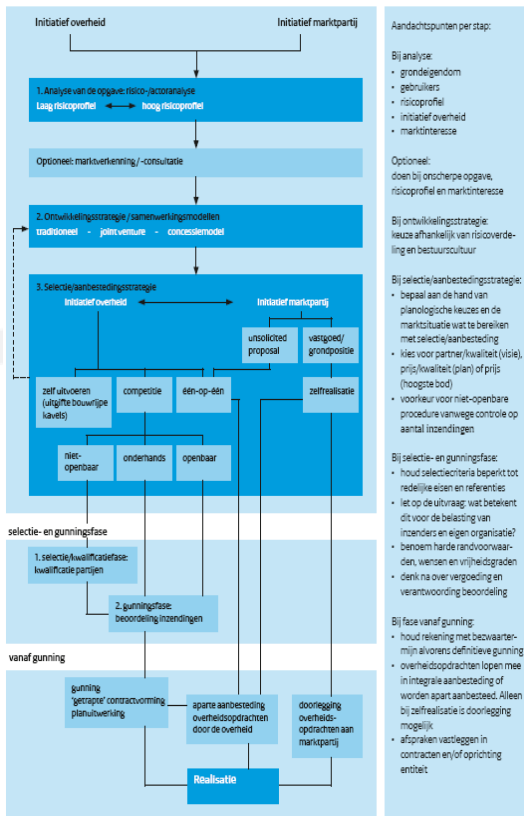 Initiatief overheid
Initiatief marktpartij
1. Analyse van de opgave: risico-/actoranalyse
Laag risicoprofiel
hoog risicoprofiel
Optioneel: marktverkenning/-consultatie
2. Ontwikkelingsstrategie/samenwerkingsmodellen
traditioneel - joint venture - concessiemodel
3. Selectie/aanbestedingsstrategie
Initiatief overheid
Initiatief marktpartij
unsolicited
proposal
vastgoed/
grondpositie
zelf uitvoeren
(uitgifte bouwrijpe
kavels)
competitie
één-op-één
zelfrealisatie
niet-
openbaar
onderhands
openbaar
selectie- en gunningsfase
1. selectie/kwalificatiefase:
kwalificatie partijen
2. gunningsfase:
beoordeling inzendingen
vanaf gunning
gunning
'getrapte' contractvorming
planuitwerking
aparte aanbesteding
overheidsopdrachten
door de overheid
doorlegging
overheids-
opdrachten aan
marktpartij
Realisatie
Aandachtspunten per stap:
Bij analyse:
• grondeigendom
• gebruikers
• risicoprofiel
• initiatief overheid
• marktinteresse
Optioneel:
doen bij onscherpe opgave,
risicoprofiel en marktinteresse
Bij ontwikkelingsstrategie:
keuze afhankelijk van risicoverde-
ling en bestuurscultuur
Bij selectie/aanbestedingsstrategie:
• bepaal aan de hand van
planologische keuzes en
de marktsituatie wat te bereiken
met selectie/aanbesteding
• kies voor partner/kwaliteit (visie),
prijs/kwaliteit (plan) of prijs
(hoogste bod)
• voorkeur voor niet-openbare
procedure vanwege controle op
aantal inzendingen
Bij selectie- en gunningsfase:
• houd selectiecriteria beperkt tot
redelijke eisen en referenties
• let op de uitvraag: wat betekent
dit voor de belasting van
inzenders en eigen organisatie?
• benoem harde randvoorwaar-
den, wensen en vrijheidsgraden
• denk na over vergoeding en
verantwoording beoordeling
Bij fase vanaf gunning:
• houd rekening met bezwaarter-
mijn alvorens definitieve gunning
• overheidsopdrachten lopen mee
in integrale aanbesteding of
worden apart aanbesteed. Alleen
bij zelfrealisatie is doorlegging
mogelijk
• afspraken vastleggen in
contracten en/of oprichting
entiteit